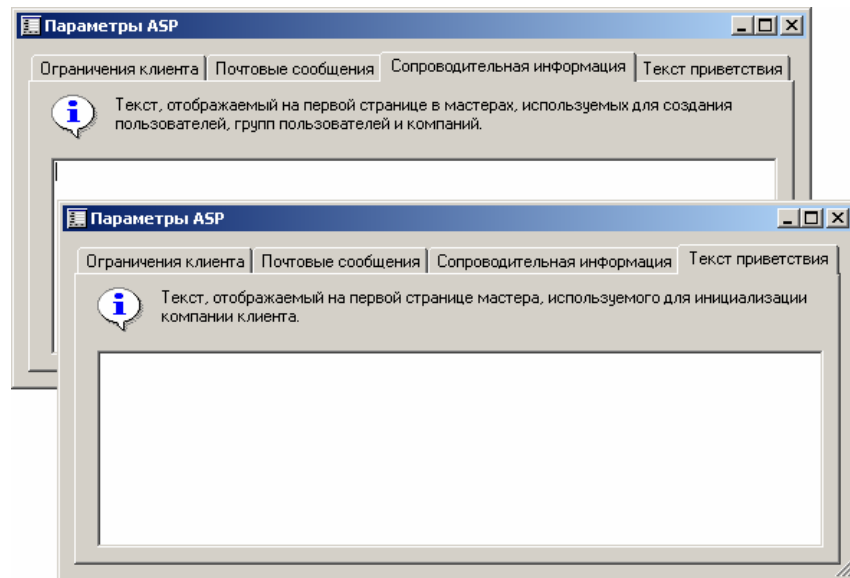 Параметры ASP
Ограничения клиента Почтовые сообщения Сопроводительная информация Текст приветствия
Текст, отображаемый на первой странице в мастерах, используемых для создания
пользователей, групп пользователей и компаний.
Параметры ASP
Ограничения клиента Почтовые сообщения Сопроводительная информация Текст приветствия
Текст, отображаемый на первой странице мастера, используемого для инициализации
компании клиента.